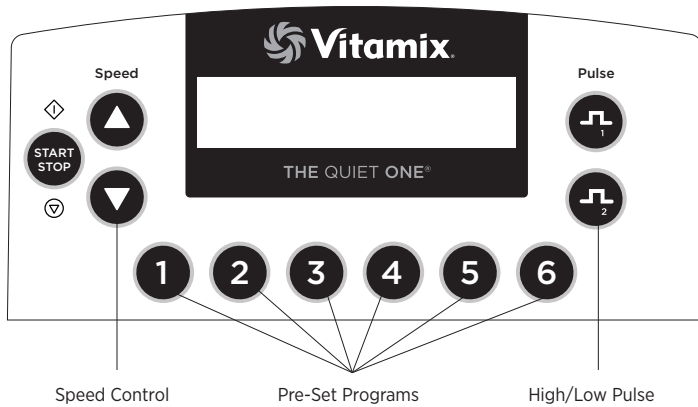 Vitamix®
Speed
Pulse
START
STOP
1
2
THE QUIET ONE®
1 2 3 4 5 6
Speed Control
Pre-Set Programs
High/Low Pulse